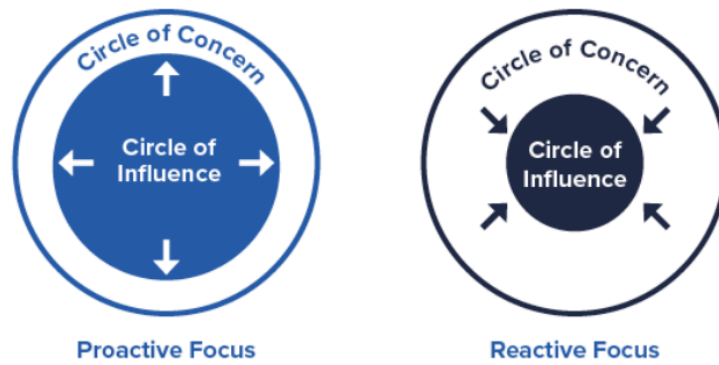 Circle of Concern
Circle of
Influence
Proactive Focus
Circle of Concern
Circle of
Influence
Reactive Focus